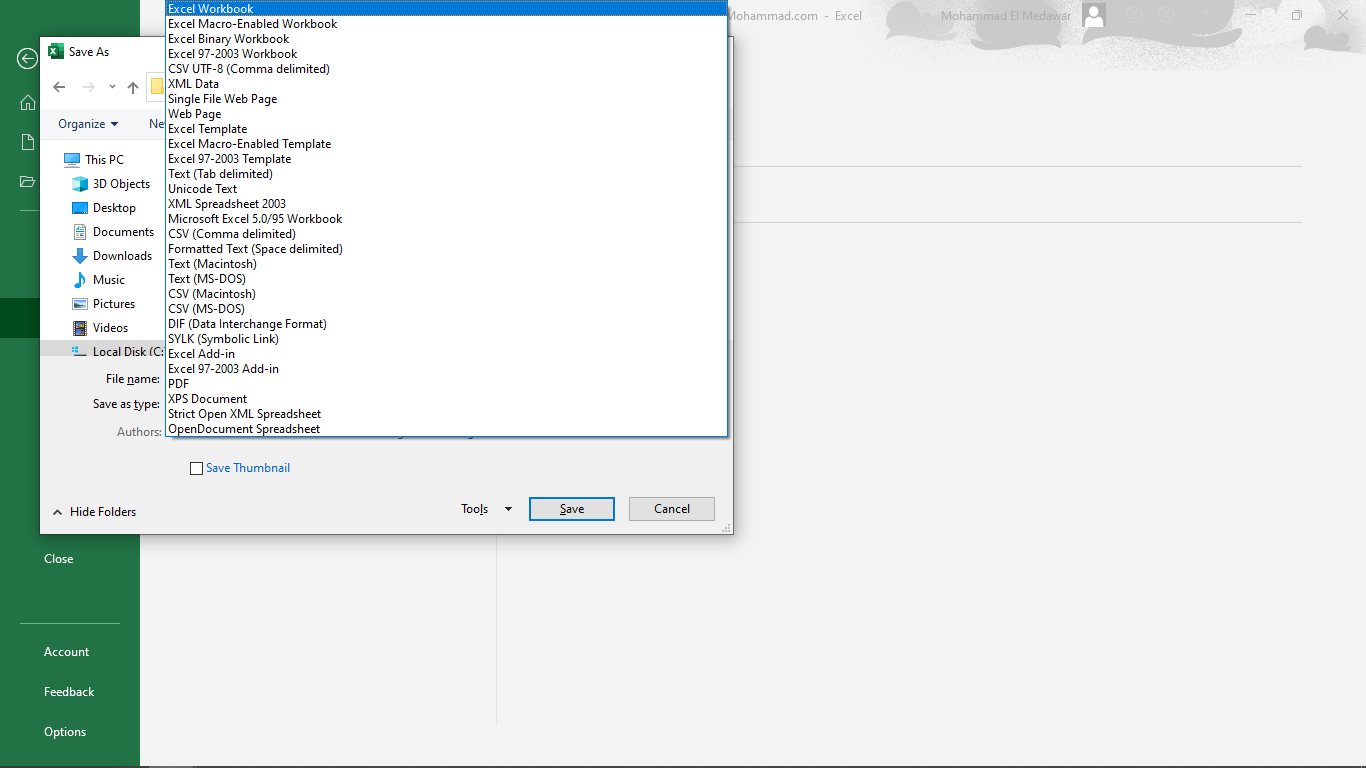 Mohammad.com - Excel
Mohammad El Medawar
Save As
Organize
This PC
3D Objects
Desktop
Documents
Downloads
Music
Pictures
Videos
Local Disk (C:
Excel Workbook
Excel Macro-Enabled Workbook
Excel Binary Workbook
Excel 97-2003 Workbook
CSV UTF-8 (Comma delimited)
XML Data
Single File Web Page
Web Page
Excel Template
Excel Macro-Enabled Template
Excel 97-2003 Template
Text (Tab delimited)
Unicode Text
XML Spreadsheet 2003
Microsoft Excel 5.0/95 Workbook
CSV (Comma delimited)
Formatted Text (Space delimited)
Text (Macintosh)
Text (MS-DOS)
CSV (Macintosh)
CSV (MS-DOS)
DIF (Data Interchange Format)
SYLK (Symbolic Link)
Excel Add-in
Excel 97-2003 Add-in
PDF
XPS Document
Strict Open XML Spreadsheet
OpenDocument Spreadsheet
File name:
Save as type:
Authors:
Save Thumbnail
Hide Folders
Tools
Save
Cancel
Close
Account
Feedback
Options